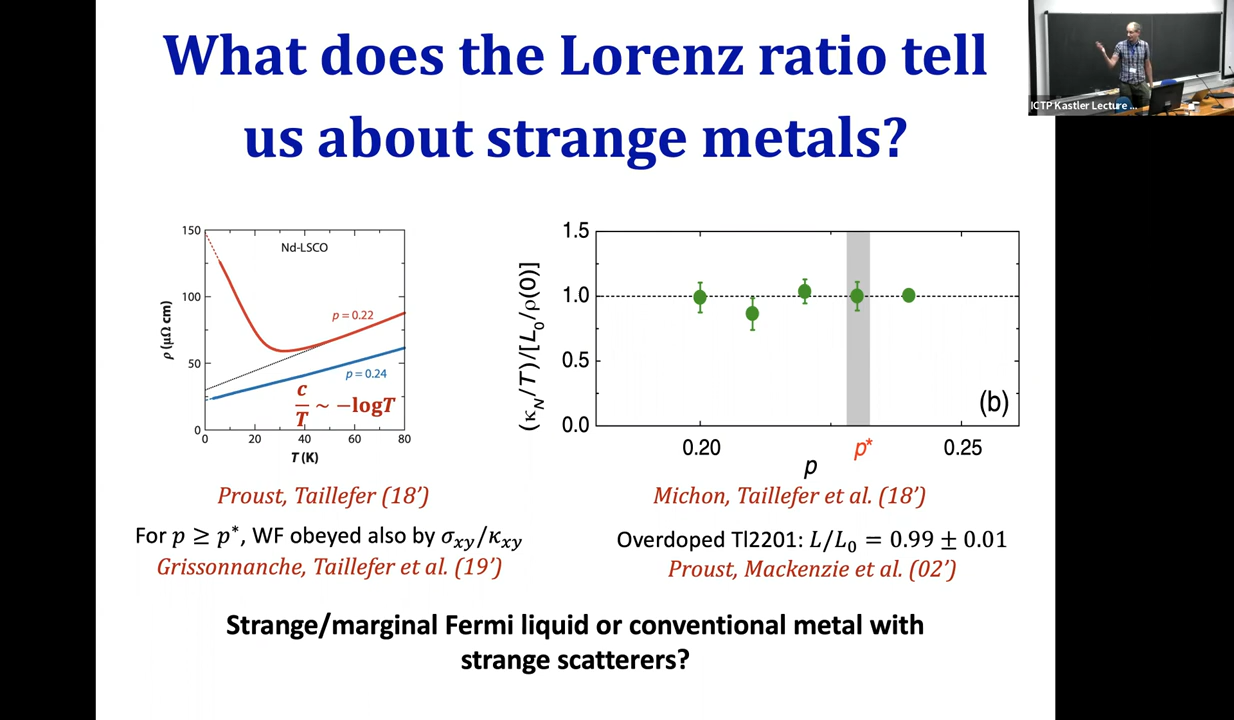 What does the Lorenz ratio tell
us about strange metals?
ICTP Kastler Lecture ...
150
100
50
0
ρ (μΩ cm)
Nd-LSCO
p = 0.22
p = 0.24
c/T ~ −logT
0 20 40 60 80
T (K)
1.5
1.0
0.5
0.0
(κN/T)/[L0/ρ(0)]
(b)
0.20 p* 0.25
p
Proust, Taillefer (18’)
Michon, Taillefer et al. (18’)
For p ≥ p*, WF obeyed also by σxy/κxy
Grissonnanche, Taillefer et al. (19’)
Overdoped Tl2201: L/L0 = 0.99 ± 0.01
Proust, Mackenzie et al. (02’)
Strange/marginal Fermi liquid or conventional metal with
strange scatterers?